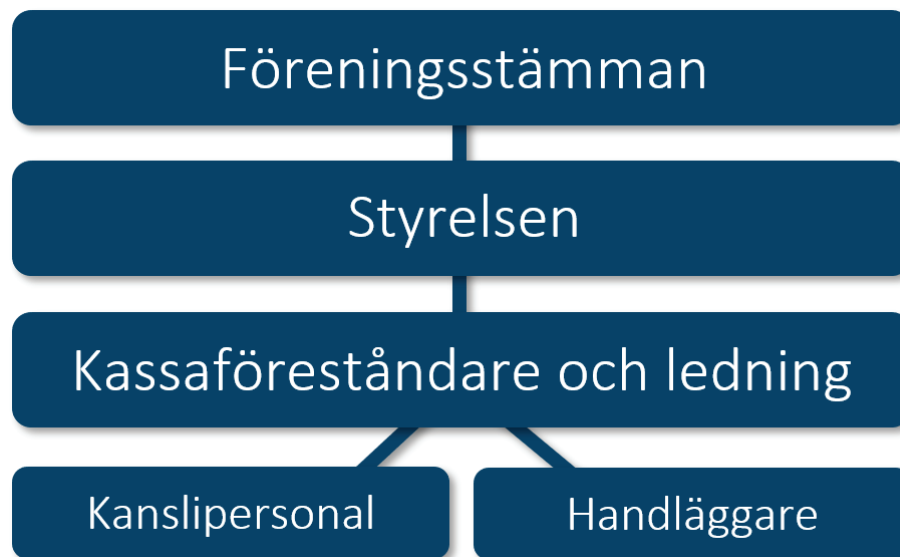 Föreningsstämman
Styrelsen
Kassaföreståndare och ledning
Kanslipersonal
Handläggare